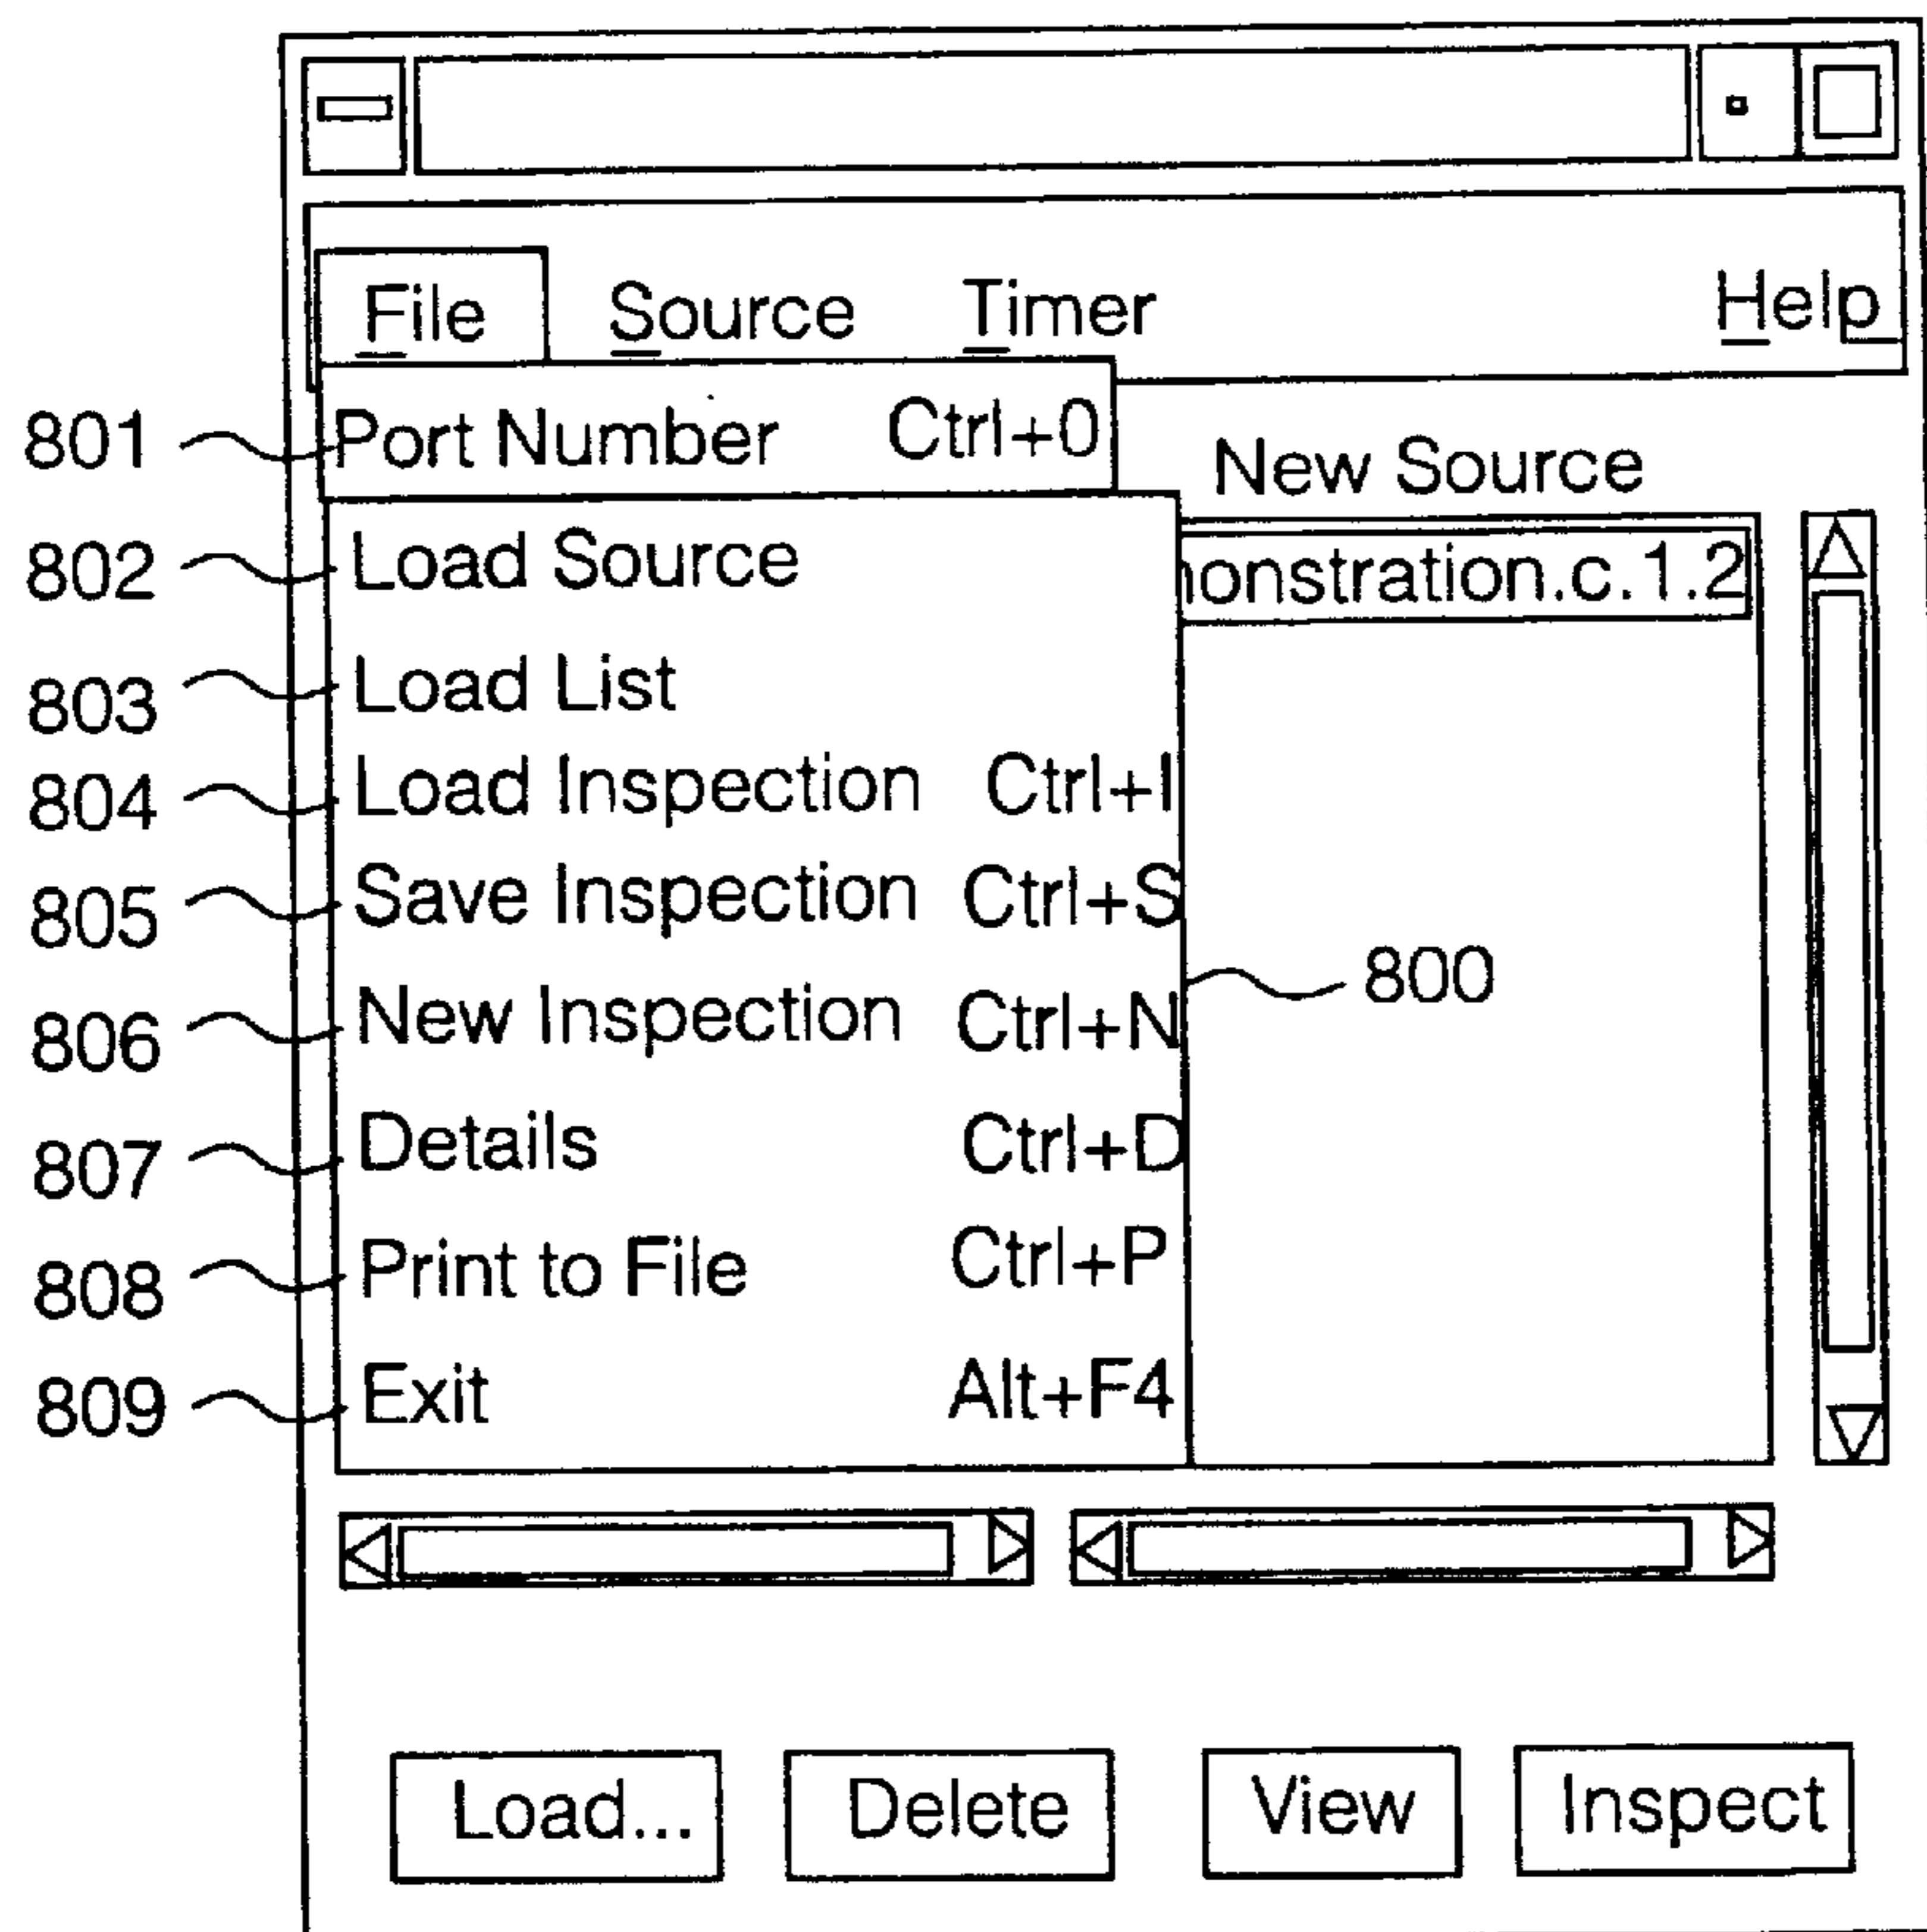 File Source Timer Help
801 Port Number Ctrl+0
New Source
802 Load Source
onstration.c.1.2
803 Load List
804 Load Inspection Ctrl+I
805 Save Inspection Ctrl+S
800
806 New Inspection Ctrl+N
807 Details Ctrl+D
808 Print to File Ctrl+P
809 Exit Alt+F4
Load... Delete View Inspect